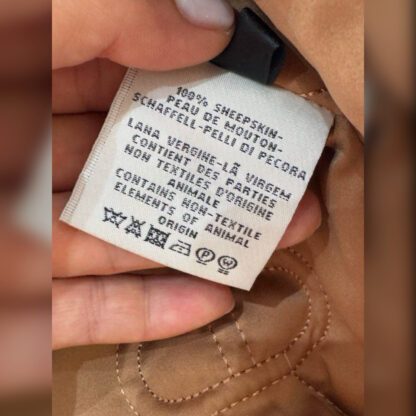 100% SHEEPSKIN-
PEAU DE MOUTON-
SCHAFFELL-PELLI DI PECORA
LANA VERGINE-LÃ VIRGEM
CONTIENT DES PARTIES
NON TEXTILES D'ORIGINE
ANIMALE
CONTAINS NON-TEXTILE
ELEMENTS OF ANIMAL
ORIGIN
P W